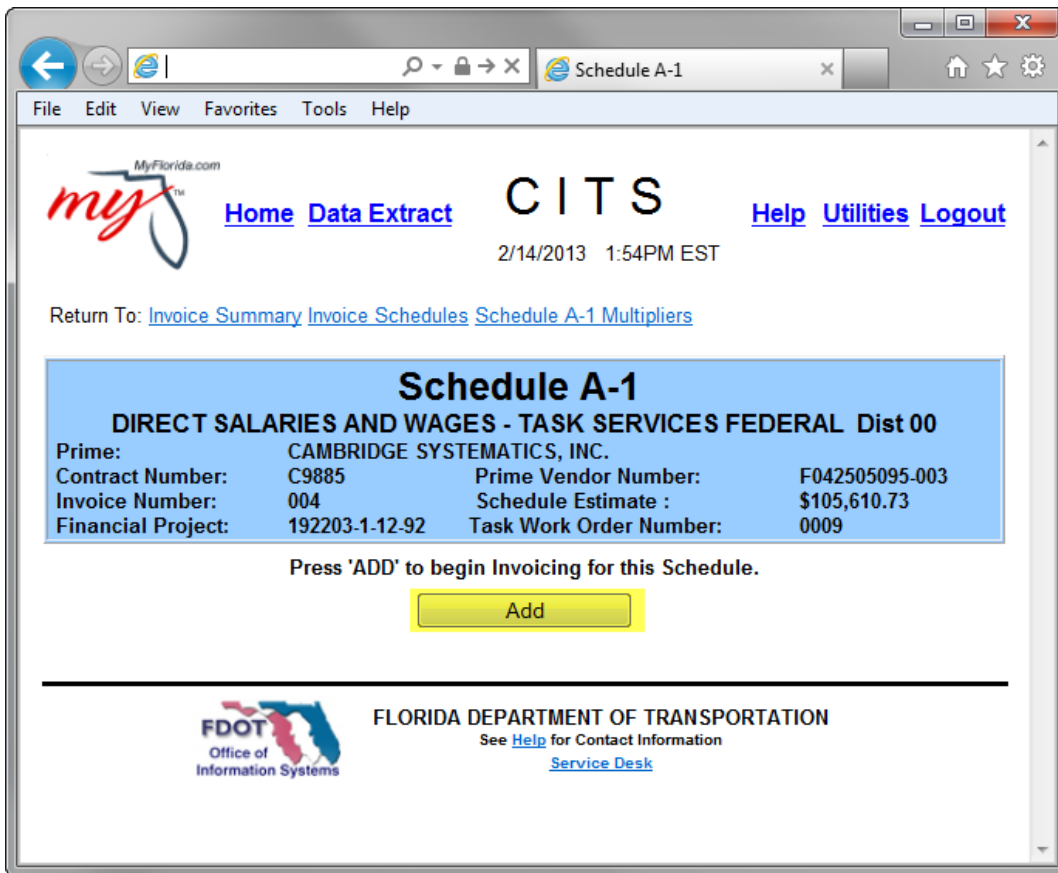 Schedule A-1
File Edit View Favorites Tools Help
MyFlorida.com
my
TM
Home Data Extract
CITS
Help Utilities Logout
2/14/2013 1:54PM EST
Return To: Invoice Summary Invoice Schedules Schedule A-1 Multipliers
Schedule A-1
DIRECT SALARIES AND WAGES - TASK SERVICES FEDERAL Dist 00
Prime: CAMBRIDGE SYSTEMATICS, INC.
Contract Number: C9885 Prime Vendor Number: F042505095-003
Invoice Number: 004 Schedule Estimate : $105,610.73
Financial Project: 192203-1-12-92 Task Work Order Number: 0009
Press 'ADD' to begin Invoicing for this Schedule.
Add
FDOT
Office of
Information Systems
FLORIDA DEPARTMENT OF TRANSPORTATION
See Help for Contact Information
Service Desk